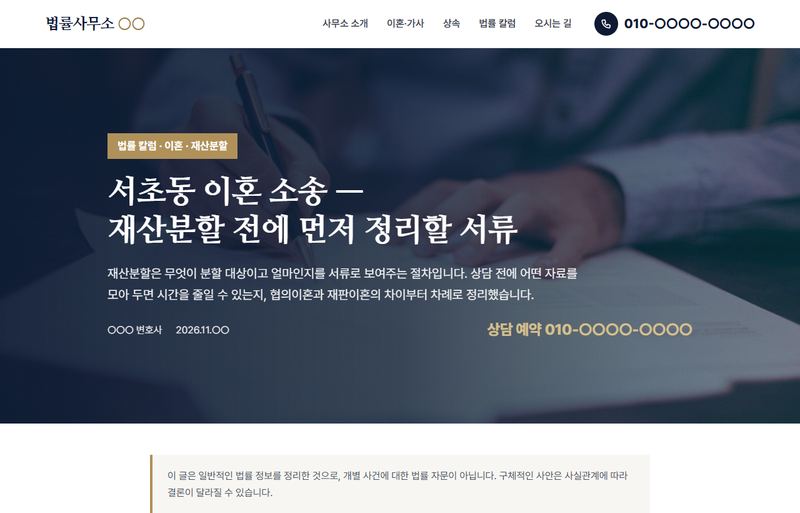 법률사무소 〇〇
사무소 소개 이혼·가사 상속 법률 칼럼 오시는 길 010-〇〇〇〇-〇〇〇〇
법률 칼럼 · 이혼 · 재산분할
서초동 이혼 소송 —
재산분할 전에 먼저 정리할 서류
재산분할은 무엇이 분할 대상이고 얼마인지를 서류로 보여주는 절차입니다. 상담 전에 어떤 자료를
모아 두면 시간을 줄일 수 있는지, 협의이혼과 재판이혼의 차이부터 차례로 정리했습니다.
〇〇〇 변호사 2026.11.〇〇 상담 예약 010-〇〇〇〇-〇〇〇〇
이 글은 일반적인 법률 정보를 정리한 것으로, 개별 사건에 대한 법률 자문이 아닙니다. 구체적인 사안은 사실관계에 따라
결론이 달라질 수 있습니다.